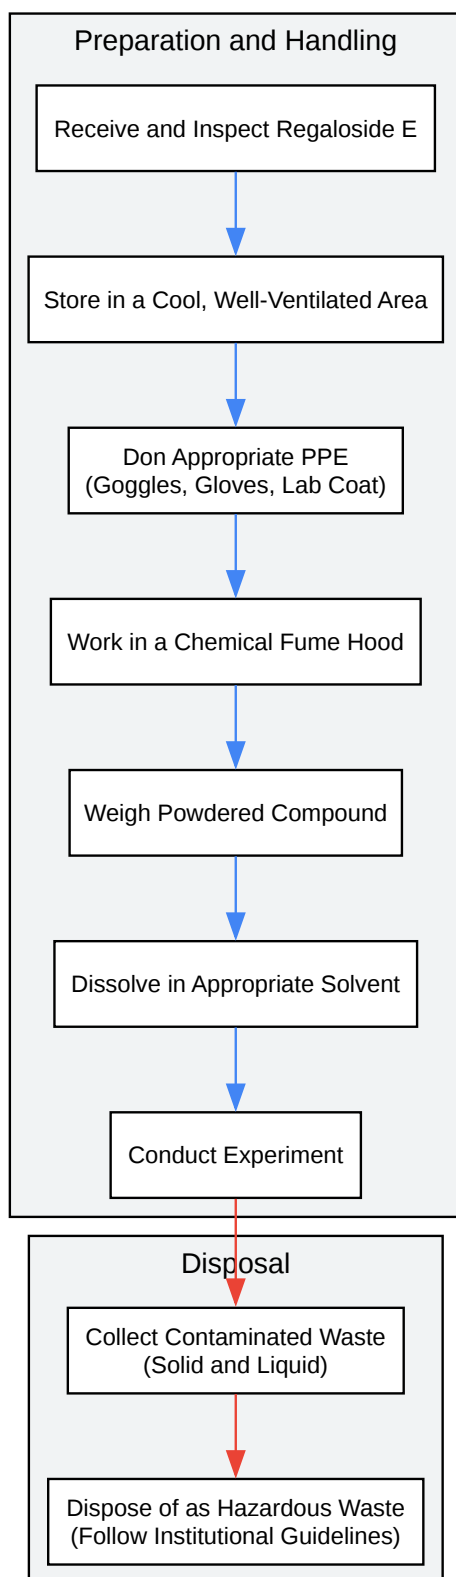 Preparation and Handling
Receive and Inspect Regaloside E
Store in a Cool, Well-Ventilated Area
Don Appropriate PPE
(Goggles, Gloves, Lab Coat)
Work in a Chemical Fume Hood
Weigh Powdered Compound
Dissolve in Appropriate Solvent
Conduct Experiment
Disposal
Collect Contaminated Waste
(Solid and Liquid)
Dispose of as Hazardous Waste
(Follow Institutional Guidelines)